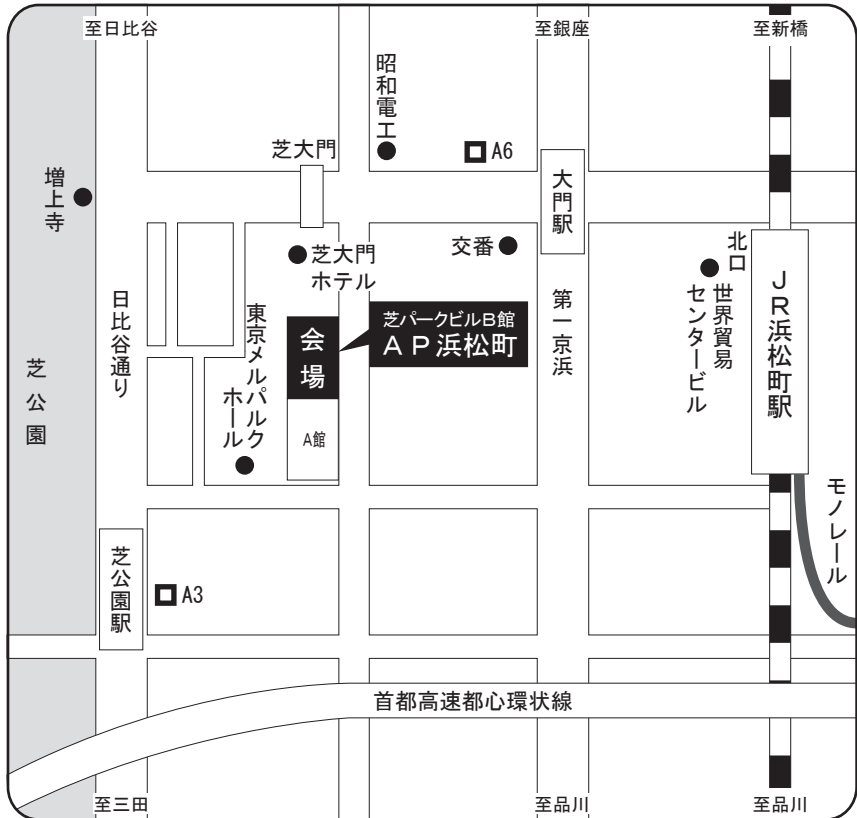 至日比谷
至銀座
至新橋
昭和電工
A6
芝大門
大門駅
増上寺
交番
北口
芝大門
ホテル
世界貿易
センタービル
JR浜松町駅
日比谷通り
東京メルパルク
ホール
会場
芝パークビルB館
AP浜松町
第一京浜
芝公園
A館
モノレール
芝公園駅
A3
首都高速都心環状線
至三田
至品川
至品川